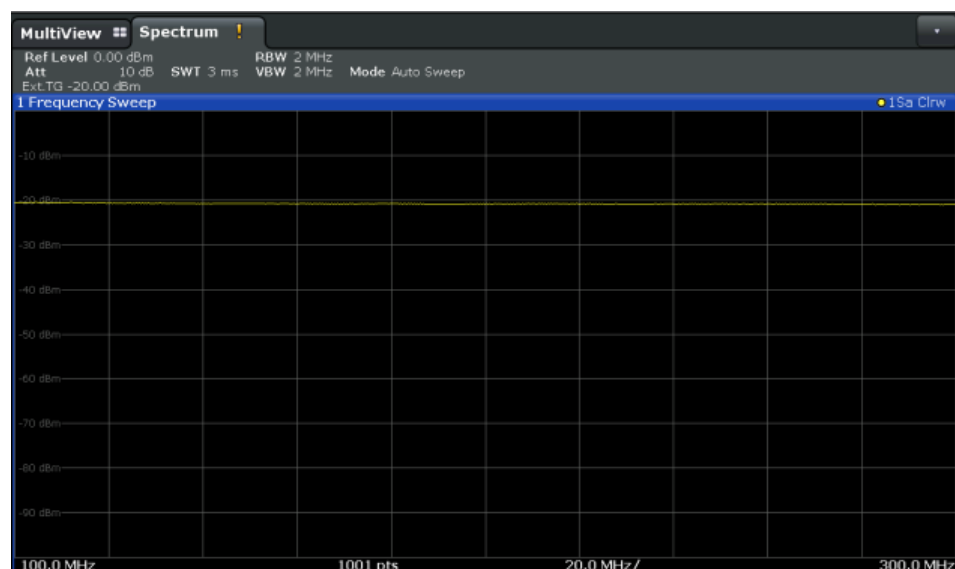 MultiView Spectrum !
Ref Level 0.00 dBm RBW 2 MHz
Att 10 dB SWT 3 ms VBW 2 MHz Mode Auto Sweep
Ext.TG -20.00 dBm
1 Frequency Sweep 1Sa Clrw
-10 dBm
-20 dBm
-30 dBm
-40 dBm
-50 dBm
-60 dBm
-70 dBm
-80 dBm
-90 dBm
100.0 MHz 1001 pts 20.0 MHz/ 300.0 MHz